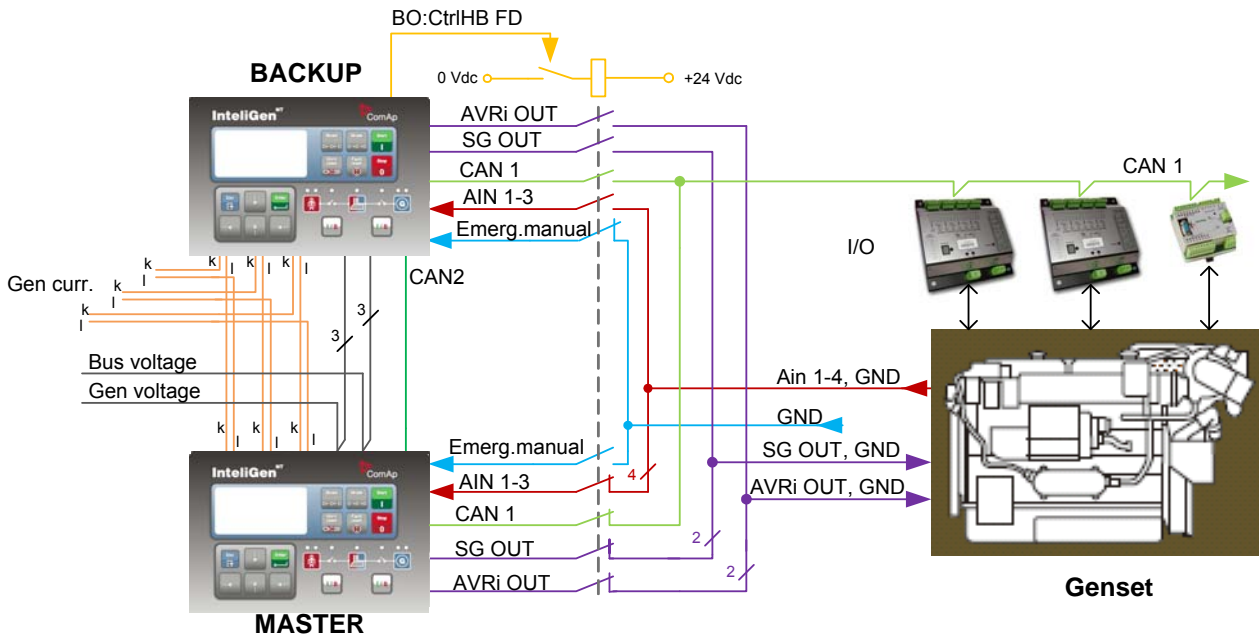 BO:CtrlHB FD
BACKUP
0 Vdc
+24 Vdc
InteliGen NT
ComAp
AVRi OUT
SG OUT
CAN 1
CAN 1
AIN 1-3
Emerg.manual
I/O
k
l
k
l
k
l
k
l
Gen curr.
k
l
k
l
CAN2
3
3
Bus voltage
Gen voltage
Ain 1-4, GND
GND
k
l
k
l
k
l
Emerg.manual
SG OUT, GND
InteliGen NT
ComAp
4
AIN 1-3
AVRi OUT, GND
CAN 1
SG OUT
2
AVRi OUT
2
Genset
MASTER